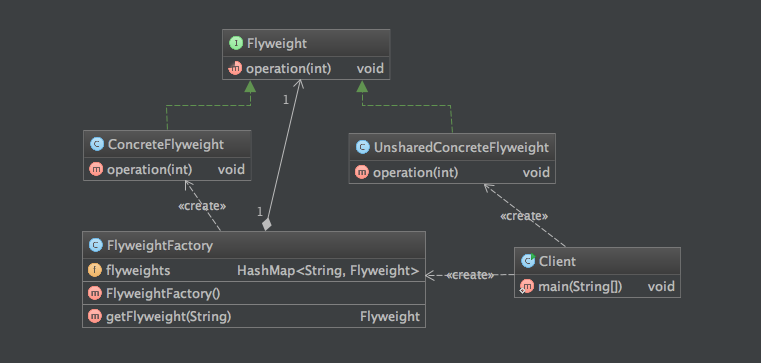 Flyweight
operation(int) void
1
ConcreteFlyweight
operation(int) void
UnsharedConcreteFlyweight
operation(int) void
«create»
1
«create»
FlyweightFactory
flyweights HashMap<String, Flyweight>
FlyweightFactory()
getFlyweight(String) Flyweight
«create»
Client
main(String[]) void